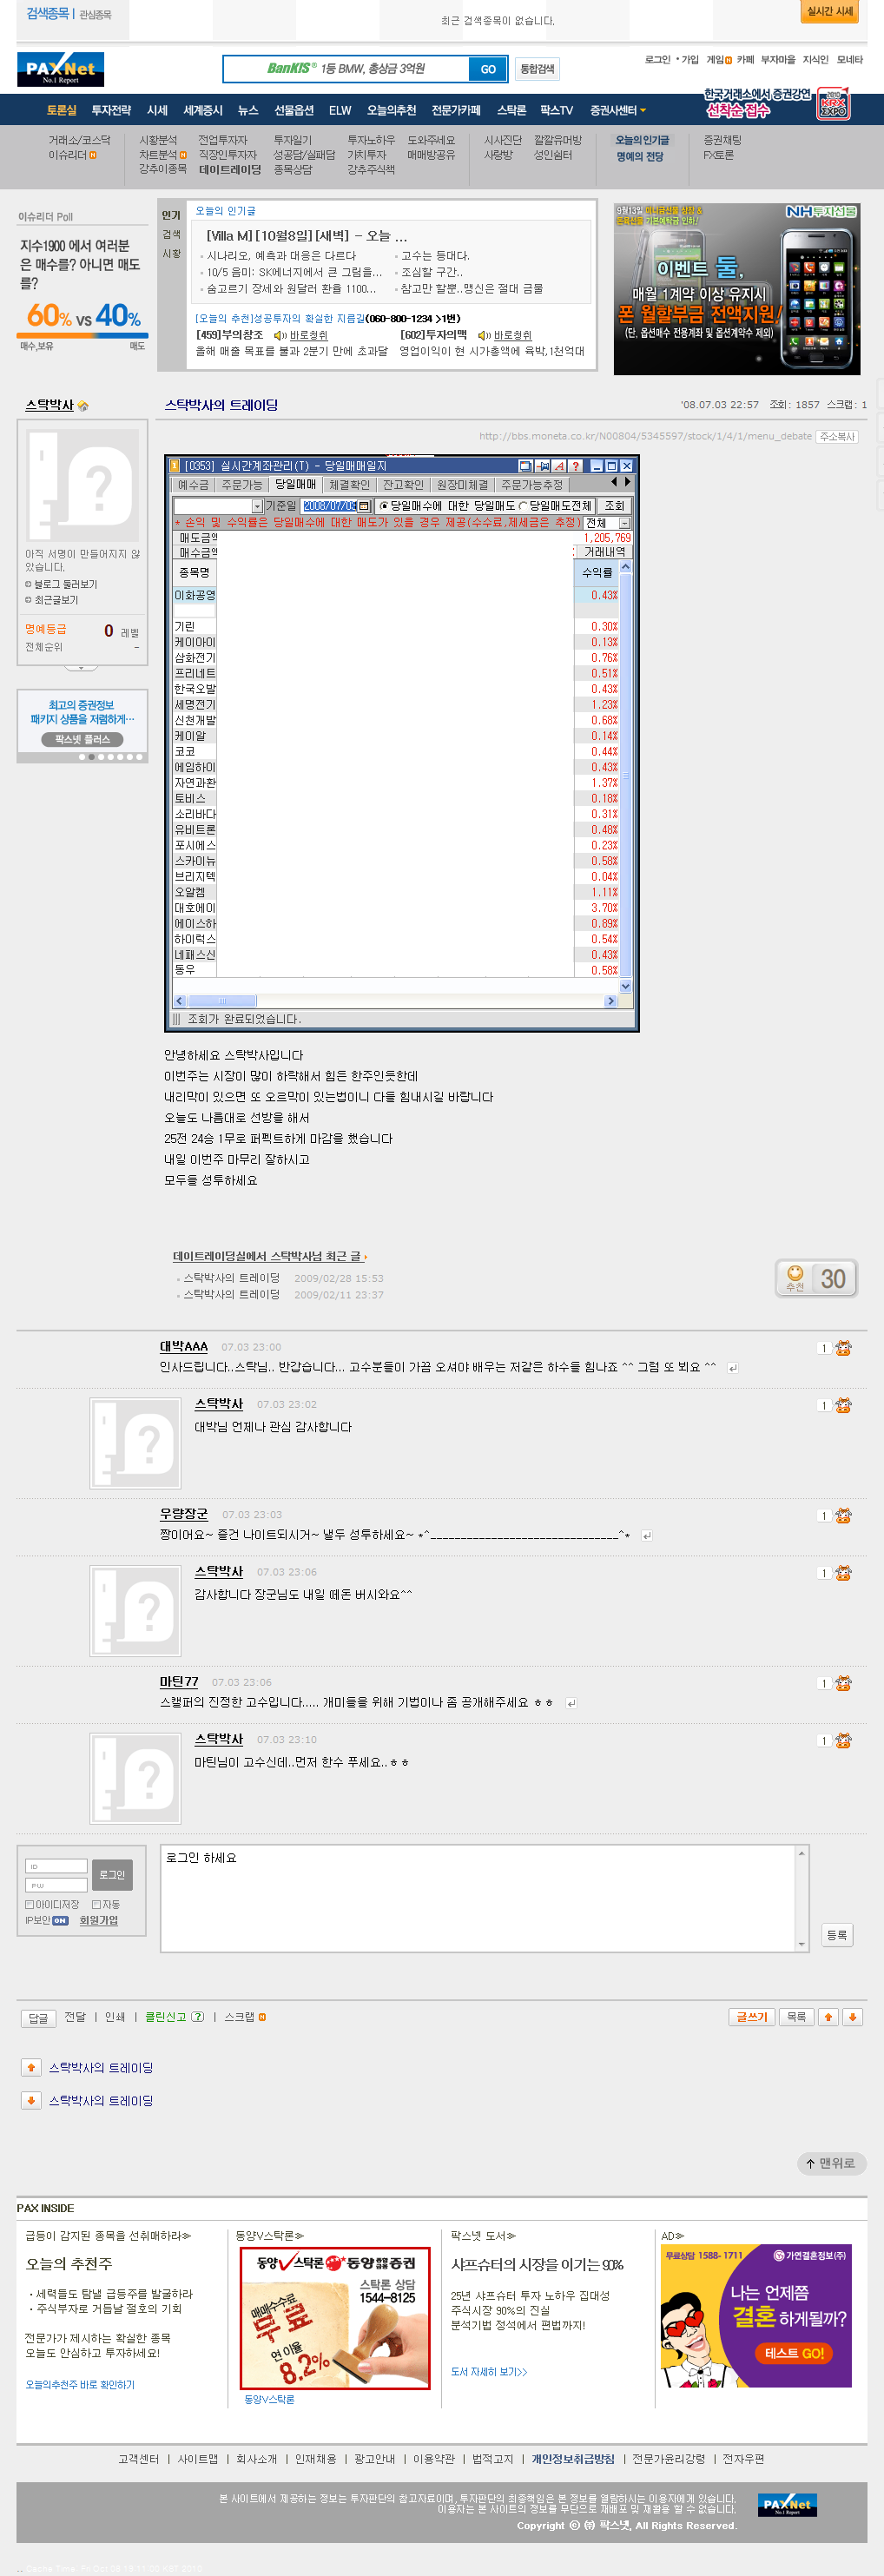 검색종목 | 관심종목
최근 검색종목이 없습니다.
실시간 시세
PAXNet
No.1 Report
BanKIS® 1등 BMW, 총상금 3억원
GO
통합검색
로그인 • 가입 게임 카페 부자마을 지식인 모네타
토론실 투자전략 시세 세계증시 뉴스 선물옵션 ELW 오늘의추천 전문가카페 스탁론 팍스TV 증권사센터
한국거래소에서 증권강연
선착순 접수
KRX EXPO
거래소/코스닥 시황분석 전업투자자 투자일기 투자노하우 도와주세요 시사진단 깔깔유머방 오늘의 인기글 증권채팅
이슈리더 차트분석 직장인투자자 성공담/실패담 가치투자 매매방공유 사랑방 성인쉼터 명예의 전당 FX토론
강추이종목 데이트레이딩 종목상담 강추주식책
이슈리더 Poll
지수1900 에서 여러분
은 매수를? 아니면 매도
를?
60% vs 40%
매수,보유 매도
인기
검색
시황
오늘의 인기글
[Villa M][10월8일][새벽] - 오늘 ...
시나리오, 예측과 대응은 다르다
고수는 등대다.
10/5 음미: SK에너지에서 큰 그림을...
조심할 구간..
숨고르기 장세와 원달러 환율 1100...
참고만 할뿐..맹신은 절대 금물
[오늘의 추천]성공투자의 확실한 지름길(060-800-1234 >1번)
[459]부의창조 바로청취 [602]투자의맥 바로청취
올해 매출 목표를 불과 2분기 만에 초과달 영업이익이 현 시가총액에 육박,1천억대
NH투자선물
이벤트 둘,
매월 1계약 이상 유지시
폰 월할부금 전액지원/
(단, 옵션매수 전용계좌 및 옵션계약수 제외)
스탁박사
스탁박사의 트레이딩
'08.07.03 22:57 조회: 1857 스크랩: 1
http://bbs.moneta.co.kr/N00804/5345597/stock/1/4/1/menu_debate 주소복사
아직 서명이 만들어지지 않
았습니다.
블로그 둘러보기
최근글보기
명예등급 0 레벨
전체순위 -
최고의 증권정보
패키지 상품을 저렴하게…
팍스넷 플러스
[0353] 실시간계좌관리(T) - 당일매매일지
예수금 주문가능 당일매매 체결확인 잔고확인 원장미체결 주문가능추정
기준일 2008/07/03 당일매수에 대한 당일매도 당일매도전체 조회
* 손익 및 수익률은 당일매수에 대한 매도가 있을 경우 제공(수수료,제세금은 추정) 전체
매도금액 1,205,769
매수금액 거래내역
종목명 수익률
이화공영 0.43%
기린 0.30%
케이아이 0.13%
삼화전기 0.76%
프리네트 0.51%
한국오발 0.43%
세명전기 1.23%
신천개발 0.68%
케이알 0.14%
코코 0.44%
에임하이 0.43%
자연과환 1.37%
토비스 0.18%
소리바다 0.31%
유비트론 0.48%
포시에스 0.23%
스카이뉴 0.58%
브리지텍 0.04%
오알켐 1.11%
대호에이 3.70%
에이스하 0.89%
하이럭스 0.54%
네패스신 0.43%
동우 0.58%
조회가 완료되었습니다.
안녕하세요 스탁박사입니다
이번주는 시장이 많이 하락해서 힘든 한주인듯한데
내리막이 있으면 또 오르막이 있는법이니 다들 힘내시길 바랍니다
오늘도 나름대로 선방을 해서
25전 24승 1무로 퍼펙트하게 마감을 했습니다
내일 이번주 마무리 잘하시고
모두들 성투하세요
데이트레이딩실에서 스탁박사님 최근 글
스탁박사의 트레이딩 2009/02/28 15:53
스탁박사의 트레이딩 2009/02/11 23:37
추천 30
대박AAA 07.03 23:00 1
인사드립니다..스탁님.. 반갑습니다... 고수분들이 가끔 오셔야 배우는 저같은 하수들 힘나죠 ^^ 그럼 또 뵈요 ^^
스탁박사 07.03 23:02 1
대박님 언제나 관심 감사합니다
우량장군 07.03 23:03 1
짱이어요~ 즐건 나이트되시거~ 낼두 성투하세요~ *^_______________________________^*
스탁박사 07.03 23:06 1
감사합니다 장군님도 내일 떼돈 버시와요^^
마틴77 07.03 23:06 1
스캘퍼의 진정한 고수입니다..... 개미들을 위해 기법이나 좀 공개해주세요 ㅎㅎ
스탁박사 07.03 23:10 1
마틴님이 고수신데..먼저 한수 푸세요..ㅎㅎ
ID
PW
로그인
아이디저장 자동
IP보안 ON 회원가입
로그인 하세요
등록
답글 전달 | 인쇄 | 클린신고 ? | 스크랩
글쓰기 목록
스탁박사의 트레이딩
스탁박사의 트레이딩
맨위로
PAX INSIDE
급등이 감지된 종목을 선취매하라≫
오늘의 추천주
· 세력들도 탐낼 급등주를 발굴하라
· 주식부자로 거듭날 절호의 기회
전문가가 제시하는 확실한 종목
오늘도 안심하고 투자하세요!
오늘의추천주 바로 확인하기
동양V스탁론≫
동양 스탁론 동양종합금융증권
스탁론 상담
1544-8125
매매수수료
무료
연 이율
8.2%
동양V스탁론
팍스넷 도서≫
샤프슈터의 시장을 이기는 90%
25년 샤프슈터 투자 노하우 집대성
주식시장 90%의 진실
분석기법 정석에서 편법까지!
도서 자세히 보기>>
AD≫
무료상담 1588-1711 가연결혼정보(주)
나는 언제쯤
결혼 하게될까?
테스트 GO!
고객센터 | 사이트맵 | 회사소개 | 인재채용 | 광고안내 | 이용약관 | 법적고지 | 개인정보취급방침 | 전문가윤리강령 | 전자우편
본 사이트에서 제공하는 정보는 투자판단의 참고자료이며, 투자판단의 최종책임은 본 정보를 열람하시는 이용자에게 있습니다.
이용자는 본 사이트의 정보를 무단으로 재배포 및 재활용 할 수 없습니다.
Copyright ⓒ ㈜ 팍스넷, All Rights Reserved.
PAXNet
No.1 Report